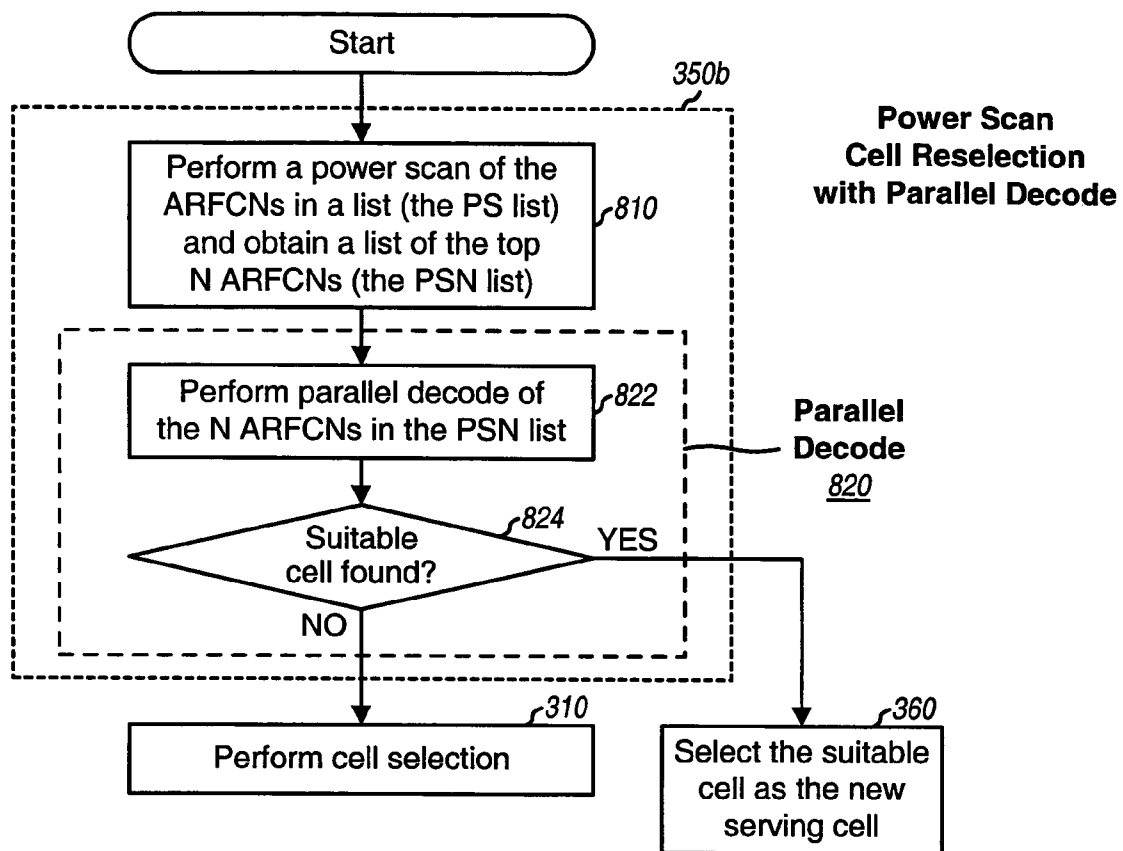 Start
350b
Power Scan
Cell Reselection
with Parallel Decode
Perform a power scan of the
ARFCNs in a list (the PS list)
and obtain a list of the top
N ARFCNs (the PSN list)
810
Perform parallel decode of
the N ARFCNs in the PSN list
822
Parallel
Decode
820
824
Suitable
cell found?
YES
NO
310
Perform cell selection
360
Select the suitable
cell as the new
serving cell